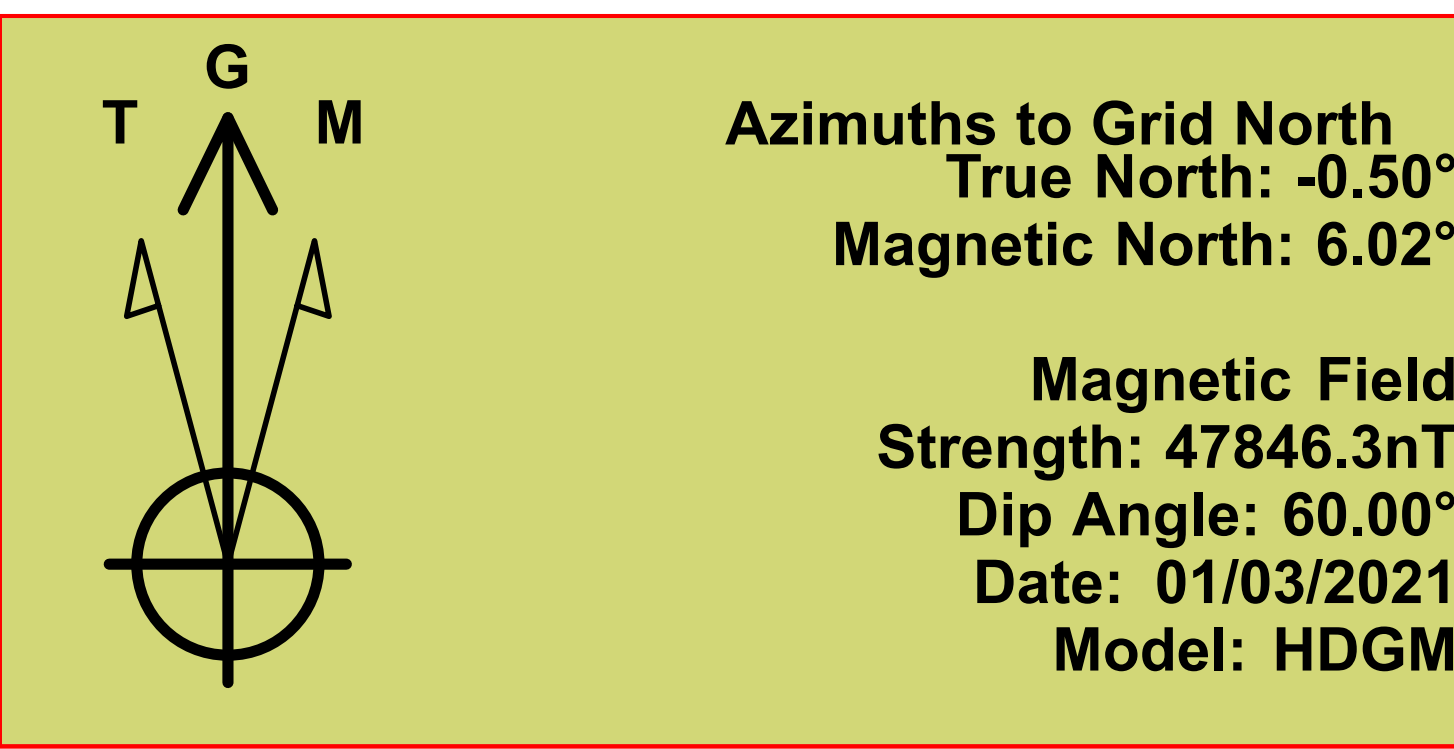 G
T M
Azimuths to Grid North
True North: -0.50°
Magnetic North: 6.02°
Magnetic Field
Strength: 47846.3nT
Dip Angle: 60.00°
Date: 01/03/2021
Model: HDGM